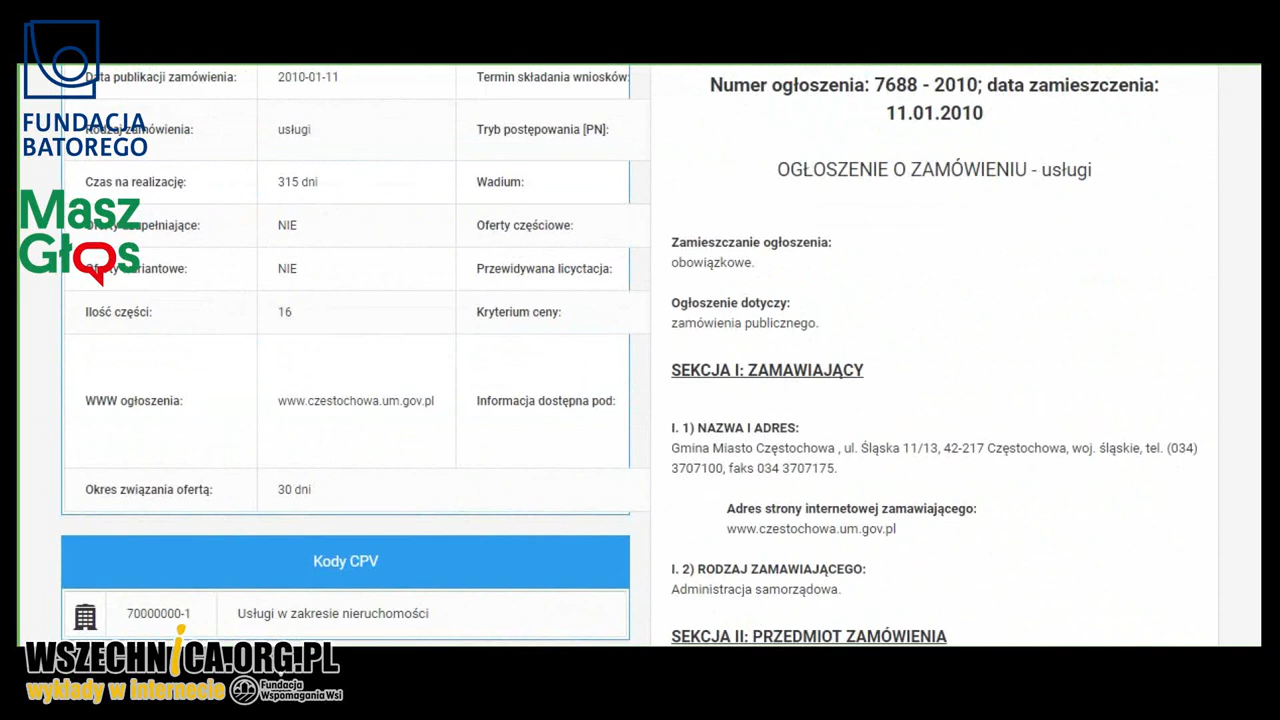 FUNDACJA
BATOREGO
Masz
Głos
Data publikacji zamówienia: 2010-01-11 Termin składania wniosków:
Rodzaj zamówienia: usługi Tryb postępowania [PN]:
Czas na realizację: 315 dni Wadium:
Oferty uzupełniające: NIE Oferty częściowe:
Oferty wariantowe: NIE Przewidywana licyctacja:
Ilość części: 16 Kryterium ceny:
WWW ogłoszenia: www.czestochowa.um.gov.pl Informacja dostępna pod:
Okres związania ofertą: 30 dni
Kody CPV
70000000-1 Usługi w zakresie nieruchomości
Numer ogłoszenia: 7688 - 2010; data zamieszczenia:
11.01.2010
OGŁOSZENIE O ZAMÓWIENIU - usługi
Zamieszczanie ogłoszenia:
obowiązkowe.
Ogłoszenie dotyczy:
zamówienia publicznego.
SEKCJA I: ZAMAWIAJĄCY
I. 1) NAZWA I ADRES:
Gmina Miasto Częstochowa , ul. Śląska 11/13, 42-217 Częstochowa, woj. śląskie, tel. (034)
3707100, faks 034 3707175.
Adres strony internetowej zamawiającego:
www.czestochowa.um.gov.pl
I. 2) RODZAJ ZAMAWIAJĄCEGO:
Administracja samorządowa.
SEKCJA II: PRZEDMIOT ZAMÓWIENIA
WSZECHNiCA.ORG.PL
wykłady w internecie
Fundacja
Wspomagania Wsi